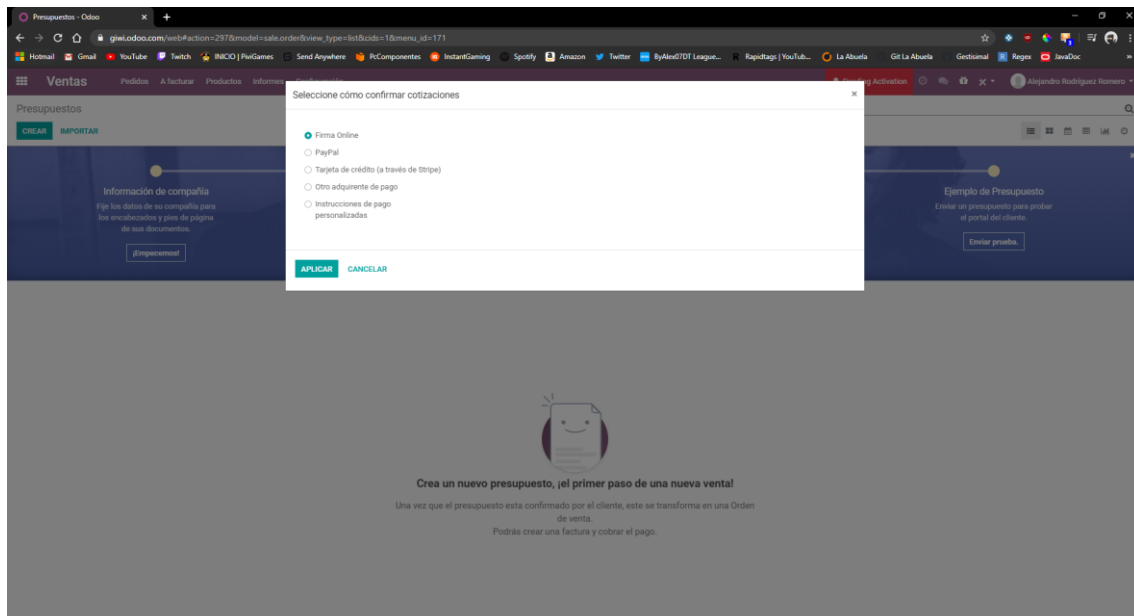 Presupuestos - Odoo
giwi.odoo.com/web#action=297&model=sale.order&view_type=list&cids=1&menu_id=171
Hotmail Gmail YouTube Twitch INICIO | PiviGames Send Anywhere PcComponentes InstantGaming Spotify Amazon Twitter ByAlex07DT League... Rapidtags | YouTub... La Abuela Git La Abuela Gestisimal Regex JavaDoc
Ventas Pedidos A facturar Productos Informes Activation Alejandro Rodríguez Romero
Presupuestos
CREAR IMPORTAR
Seleccione cómo confirmar cotizaciones
Firma Online
PayPal
Tarjeta de crédito (a través de Stripe)
Otro adquirente de pago
Instrucciones de pago
personalizadas
APLICAR CANCELAR
Información de compañía
Fije los datos de su compañía para
los encabezados y pies de página
de sus documentos.
¡Empecemos!
Ejemplo de Presupuesto
Enviar un presupuesto para probar
el portal del cliente.
Enviar prueba.
Crea un nuevo presupuesto, ¡el primer paso de una nueva venta!
Una vez que el presupuesto esta confirmado por el cliente, este se transforma en una Orden
de venta.
Podrás crear una factura y cobrar el pago.